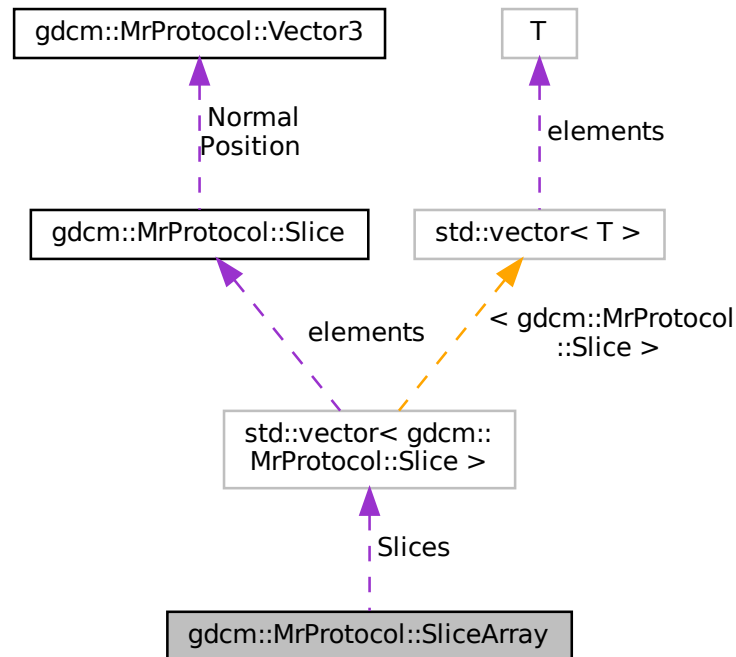 gdcm::MrProtocol::Vector3
T
Normal
Position
elements
gdcm::MrProtocol::Slice
std::vector< T >
elements
< gdcm::MrProtocol
::Slice >
std::vector< gdcm::
MrProtocol::Slice >
Slices
gdcm::MrProtocol::SliceArray